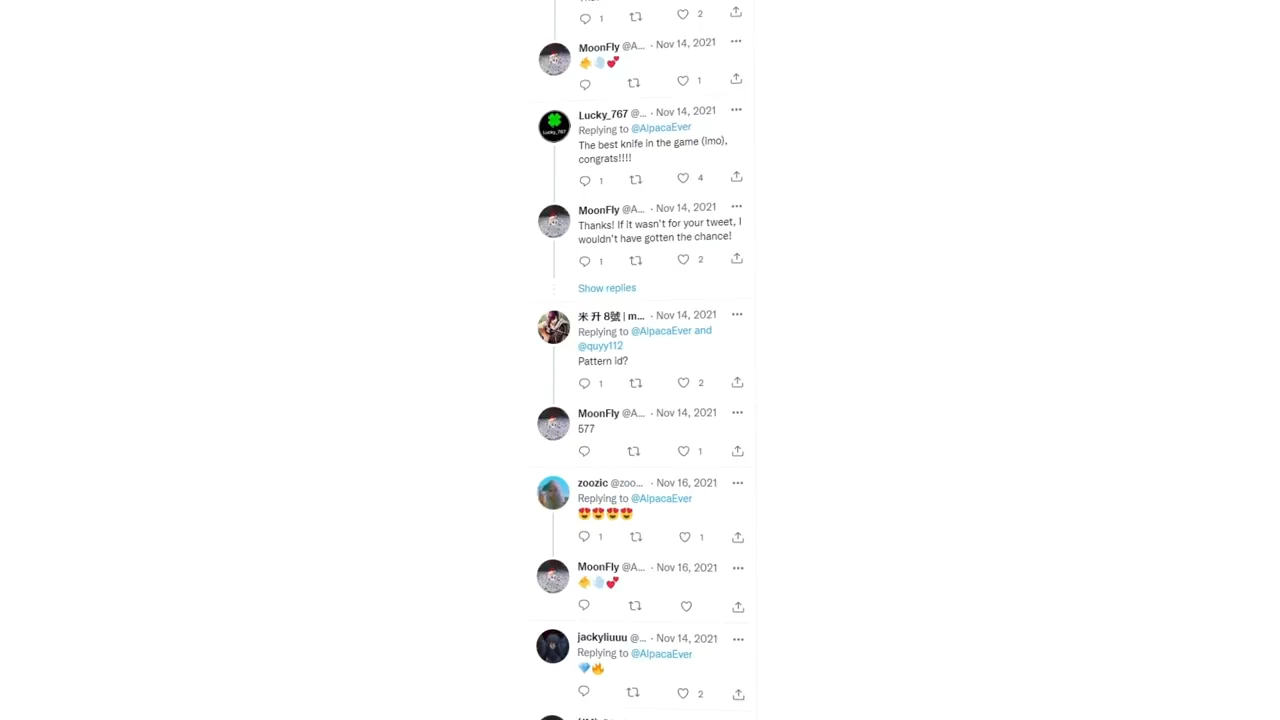 1 2
MoonFly @A... · Nov 14, 2021 ...
1
Lucky_767 @... · Nov 14, 2021 ...
Replying to @AlpacaEver
The best knife in the game (Imo),
congrats!!!!
1 4
MoonFly @A... · Nov 14, 2021 ...
Thanks! If it wasn't for your tweet, I
wouldn't have gotten the chance!
1 2
Show replies
米 升 8號 | m... · Nov 14, 2021 ...
Replying to @AlpacaEver and
@quyy112
Pattern id?
1 2
MoonFly @A... · Nov 14, 2021 ...
577
1
zoozic @zoo... · Nov 16, 2021 ...
Replying to @AlpacaEver
😍😍😍😍
1 1
MoonFly @A... · Nov 16, 2021 ...
jackyliuuu @... · Nov 14, 2021 ...
Replying to @AlpacaEver
💎🔥
2